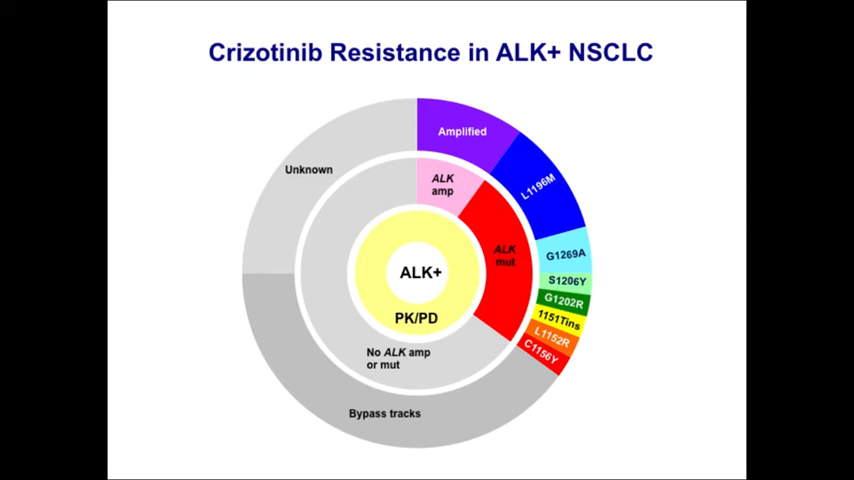 Crizotinib Resistance in ALK+ NSCLC
Amplified
Unknown
ALK
amp
L1196M
ALK
mut
G1269A
ALK+
S1206Y
G1202R
PK/PD
1151Tins
L1152R
C1156Y
No ALK amp
or mut
Bypass tracks